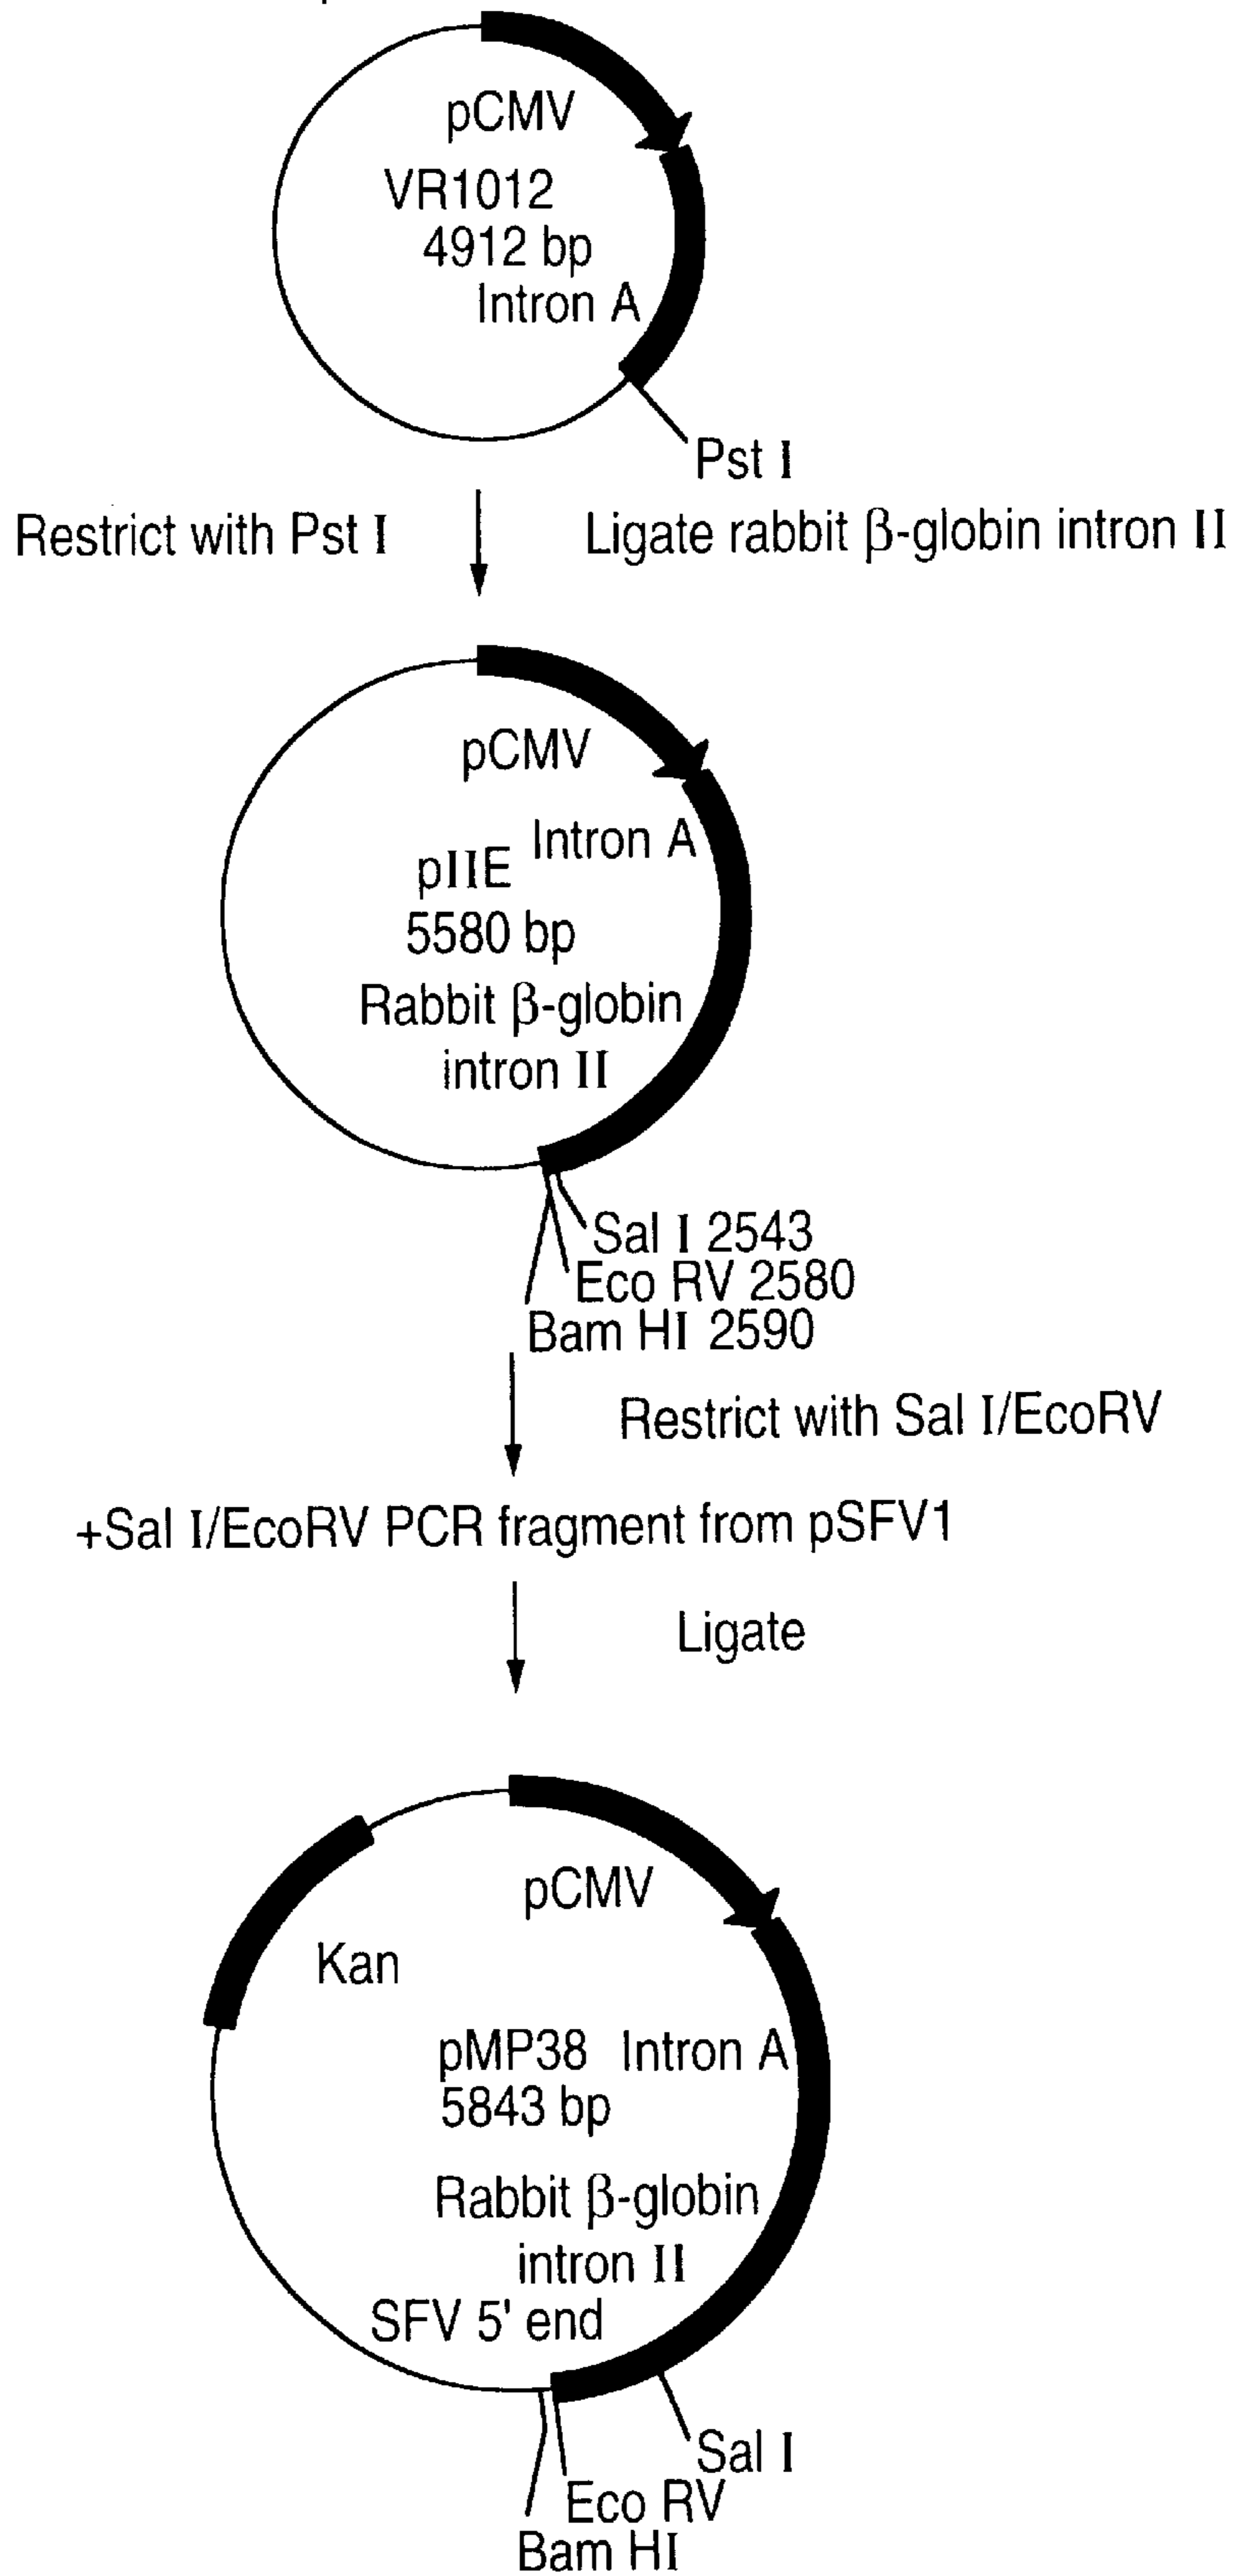 pCMV
VR1012
4912 bp
Intron A
Pst I
Restrict with Pst I
Ligate rabbit β-globin intron II
pCMV
Intron A
pIIE
5580 bp
Rabbit β-globin
intron II
Sal I 2543
Eco RV 2580
Bam HI 2590
Restrict with Sal I/EcoRV
+Sal I/EcoRV PCR fragment from pSFV1
Ligate
pCMV
Kan
pMP38 Intron A
5843 bp
Rabbit β-globin
intron II
SFV 5' end
Sal I
Eco RV
Bam HI